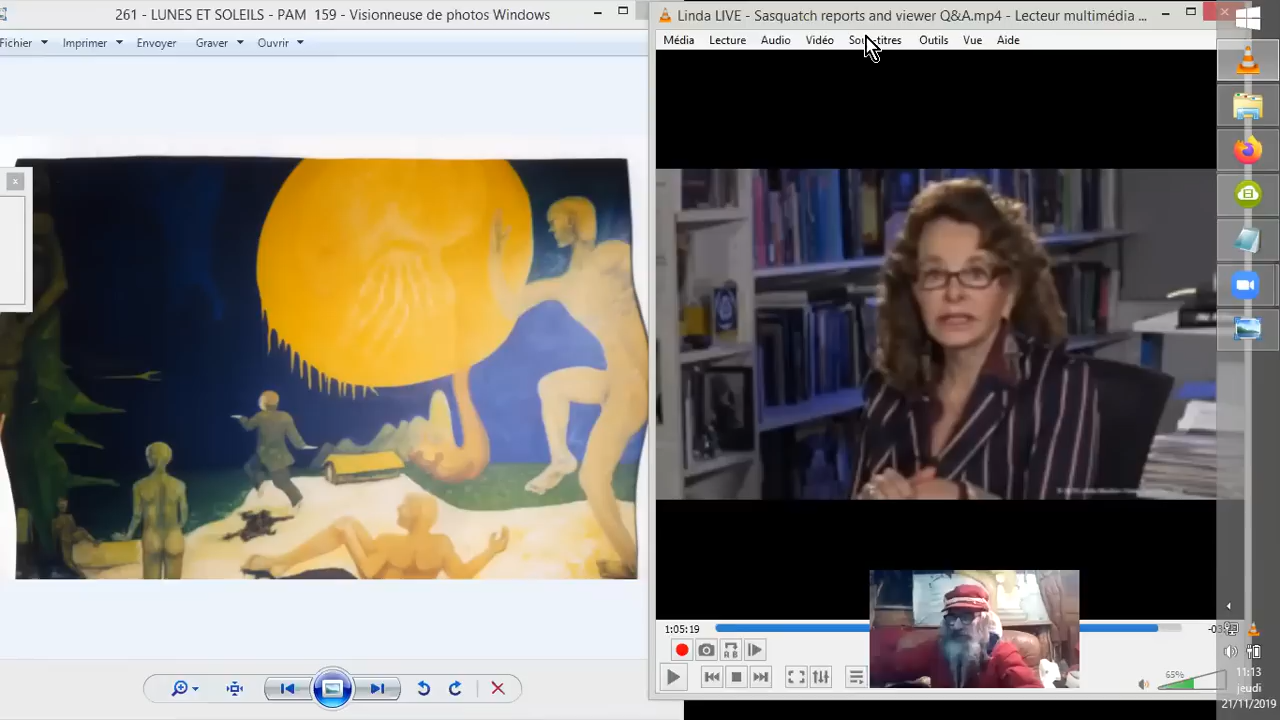 261 - LUNES ET SOLEILS - PAM 159 - Visionneuse de photos Windows
Fichier Imprimer Envoyer Graver Ouvrir
Linda LIVE - Sasquatch reports and viewer Q&A.mp4 - Lecteur multimédia ...
Média Lecture Audio Vidéo Sous-titres Outils Vue Aide
1:05:19
65%
11:13
jeudi
21/11/2019